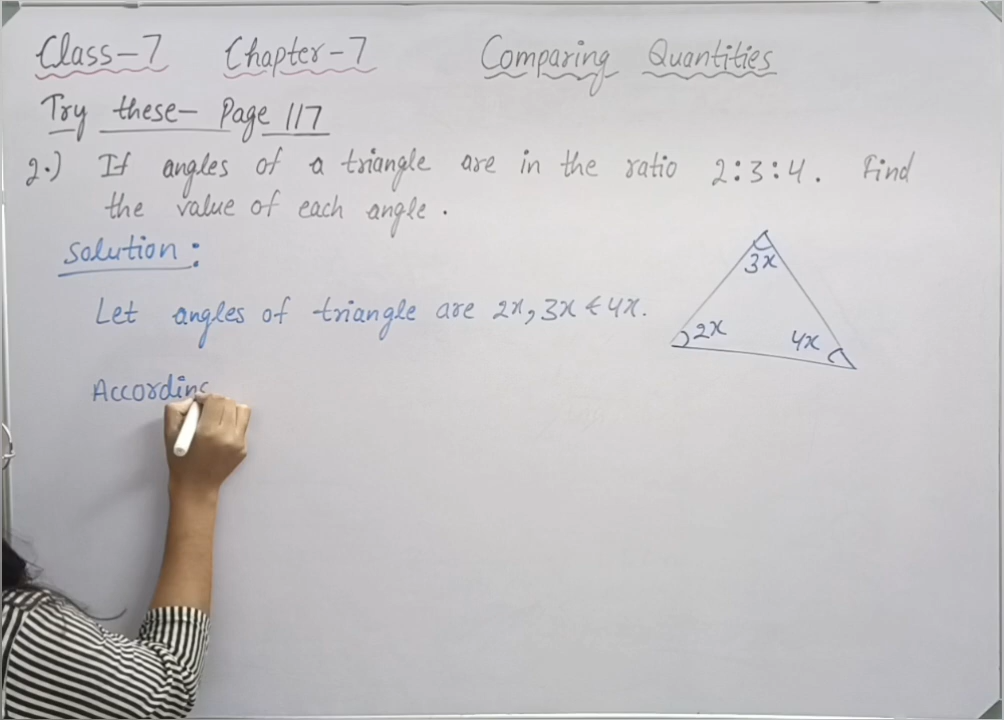 Class-7 Chapter-7 Comparing Quantities
Try these- Page 117
2.) If angles of a triangle are in the ratio 2:3:4. Find
the value of each angle.
Solution:
3x
Let angles of triangle are 2x, 3x & 4x.
2x
4x
According